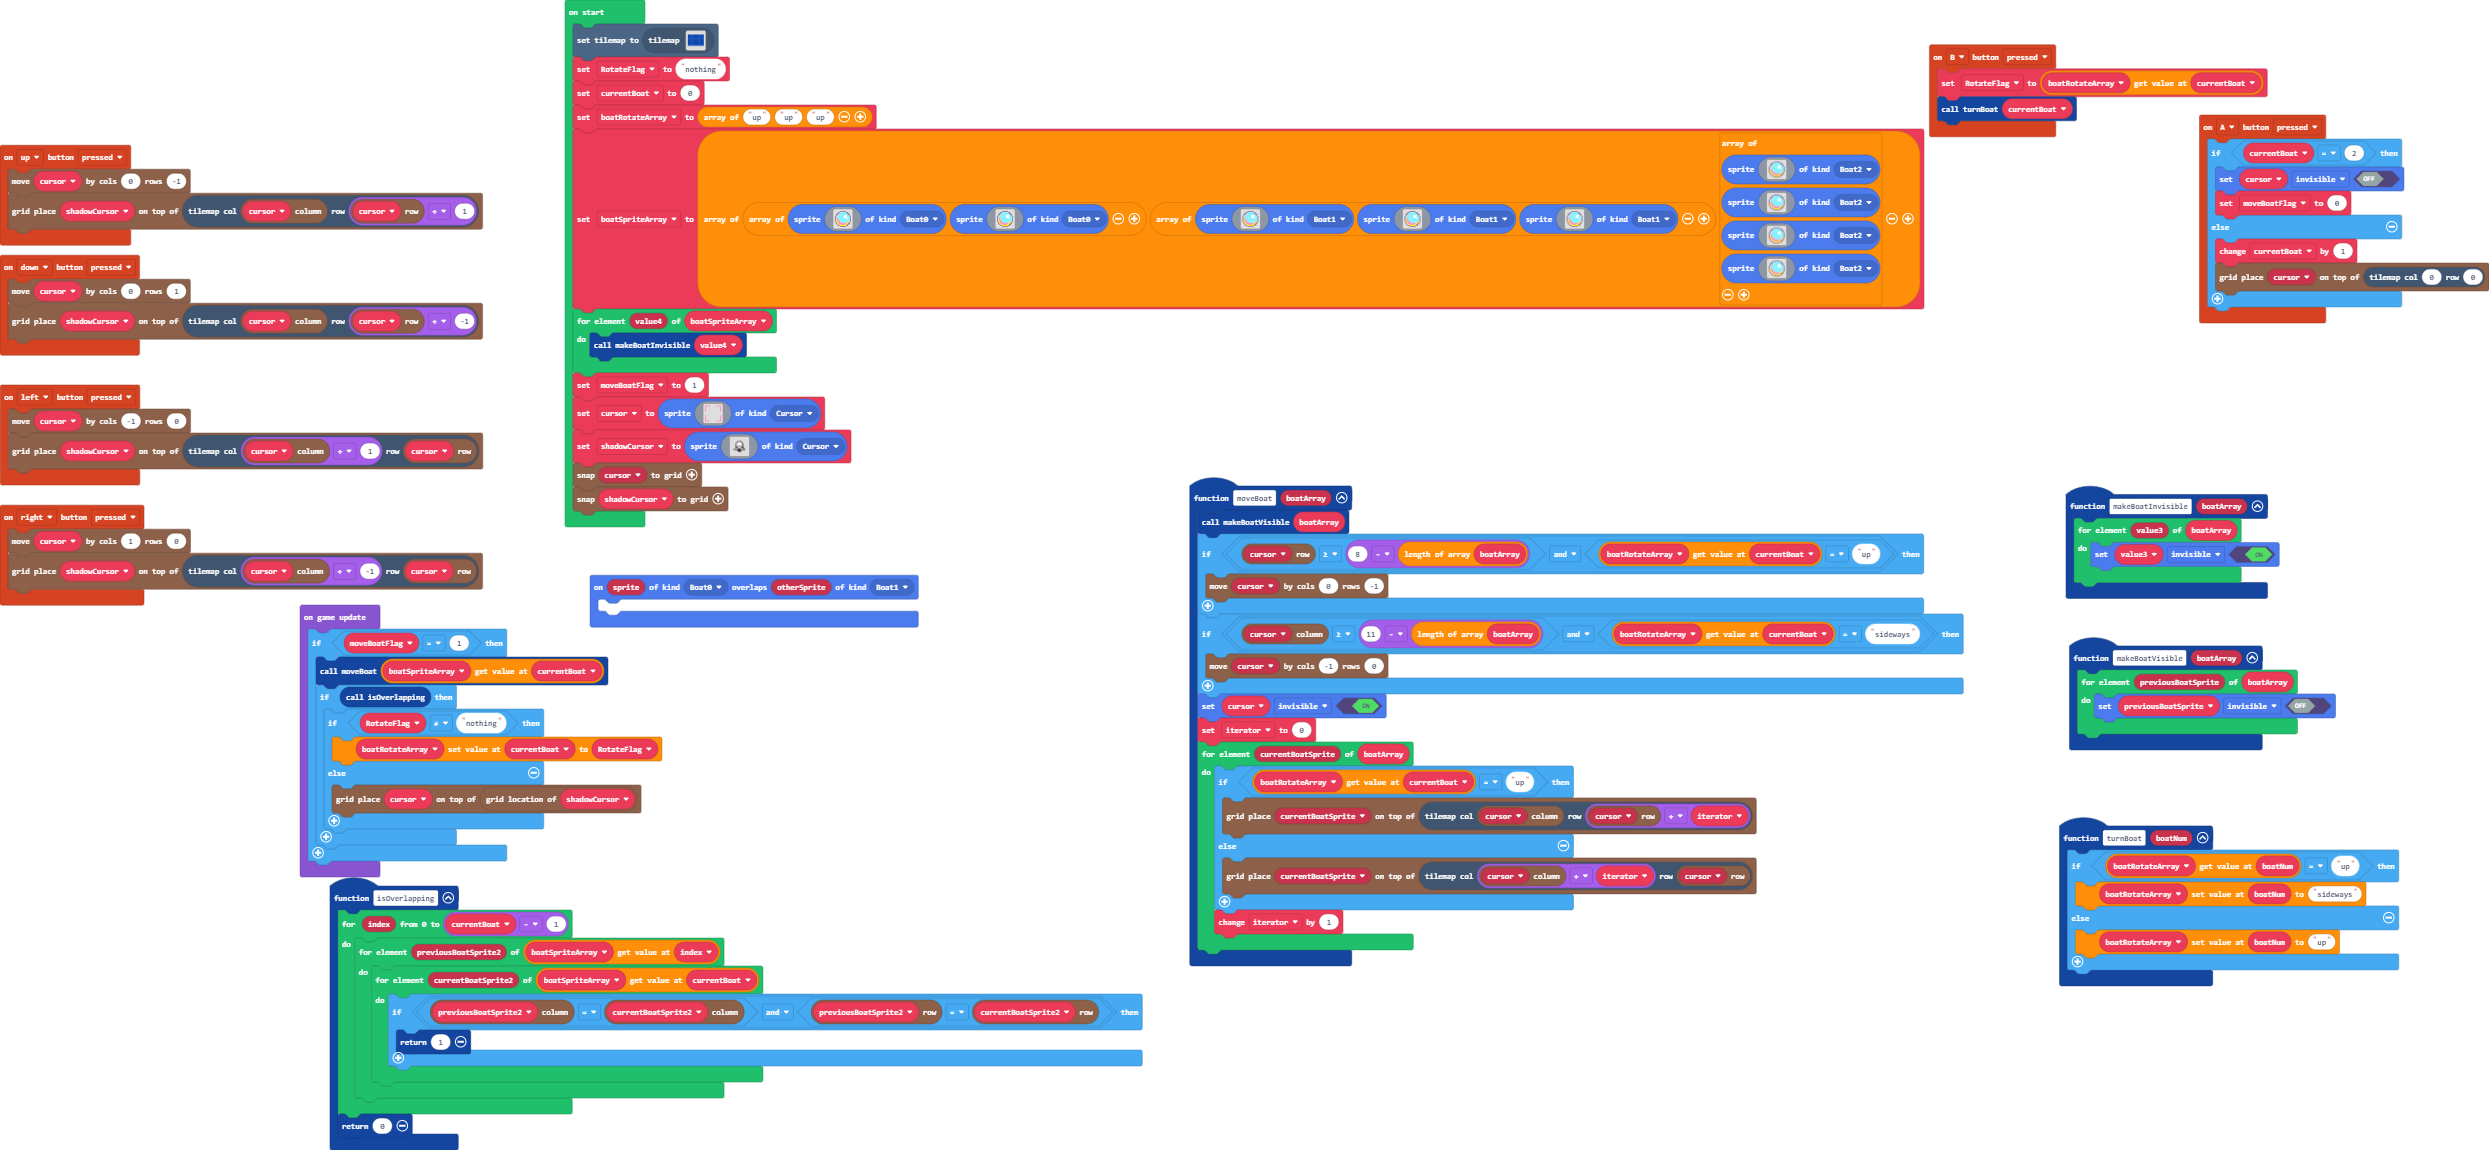 on start
set tilemap to tilemap
set RotateFlag to "nothing"
set currentBoat to 0
set boatRotateArray to array of "up" "up" "up"
set boatSpriteArray to array of array of sprite of kind Boat0 sprite of kind Boat0 array of sprite of kind Boat1 sprite of kind Boat1 sprite of kind Boat1 array of
sprite of kind Boat2
sprite of kind Boat2
sprite of kind Boat2
sprite of kind Boat2
for element value4 of boatSpriteArray
do
call makeBoatInvisible value4
set moveBoatFlag to 1
set cursor to sprite of kind Cursor
set shadowCursor to sprite of kind Cursor
snap cursor to grid
snap shadowCursor to grid
on B button pressed
set RotateFlag to boatRotateArray get value at currentBoat
call turnBoat currentBoat
on A button pressed
if currentBoat = 2 then
set cursor invisible OFF
set moveBoatFlag to 0
else
change currentBoat by 1
grid place cursor on top of tilemap col 0 row 0
on up button pressed
move cursor by cols 0 rows -1
grid place shadowCursor on top of tilemap col cursor column row cursor row + 1
on down button pressed
move cursor by cols 0 rows 1
grid place shadowCursor on top of tilemap col cursor column row cursor row + -1
on left button pressed
move cursor by cols -1 rows 0
grid place shadowCursor on top of tilemap col cursor column + 1 row cursor row
on right button pressed
move cursor by cols 1 rows 0
grid place shadowCursor on top of tilemap col cursor column + -1 row cursor row
on sprite of kind Boat0 overlaps otherSprite of kind Boat1
on game update
if moveBoatFlag = 1 then
call moveBoat boatSpriteArray get value at currentBoat
if call isOverlapping then
if RotateFlag ≠ "nothing" then
boatRotateArray set value at currentBoat to RotateFlag
else
grid place cursor on top of grid location of shadowCursor
function isOverlapping
for index from 0 to currentBoat - 1
do
for element previousBoatSprite2 of boatSpriteArray get value at index
do
for element currentBoatSprite2 of boatSpriteArray get value at currentBoat
do
if previousBoatSprite2 column = currentBoatSprite2 column and previousBoatSprite2 row = currentBoatSprite2 row then
return 1
return 0
function moveBoat boatArray
call makeBoatVisible boatArray
if cursor row ≥ 8 - length of array boatArray and boatRotateArray get value at currentBoat = "up" then
move cursor by cols 0 rows -1
if cursor column ≥ 11 - length of array boatArray and boatRotateArray get value at currentBoat = "sideways" then
move cursor by cols -1 rows 0
set cursor invisible ON
set iterator to 0
for element currentBoatSprite of boatArray
do
if boatRotateArray get value at currentBoat = "up" then
grid place currentBoatSprite on top of tilemap col cursor column row cursor row + iterator
else
grid place currentBoatSprite on top of tilemap col cursor column + iterator row cursor row
change iterator by 1
function makeBoatInvisible boatArray
for element value3 of boatArray
do
set value3 invisible ON
function makeBoatVisible boatArray
for element previousBoatSprite of boatArray
do
set previousBoatSprite invisible OFF
function turnBoat boatNum
if boatRotateArray get value at boatNum = "up" then
boatRotateArray set value at boatNum to "sideways"
else
boatRotateArray set value at boatNum to "up"